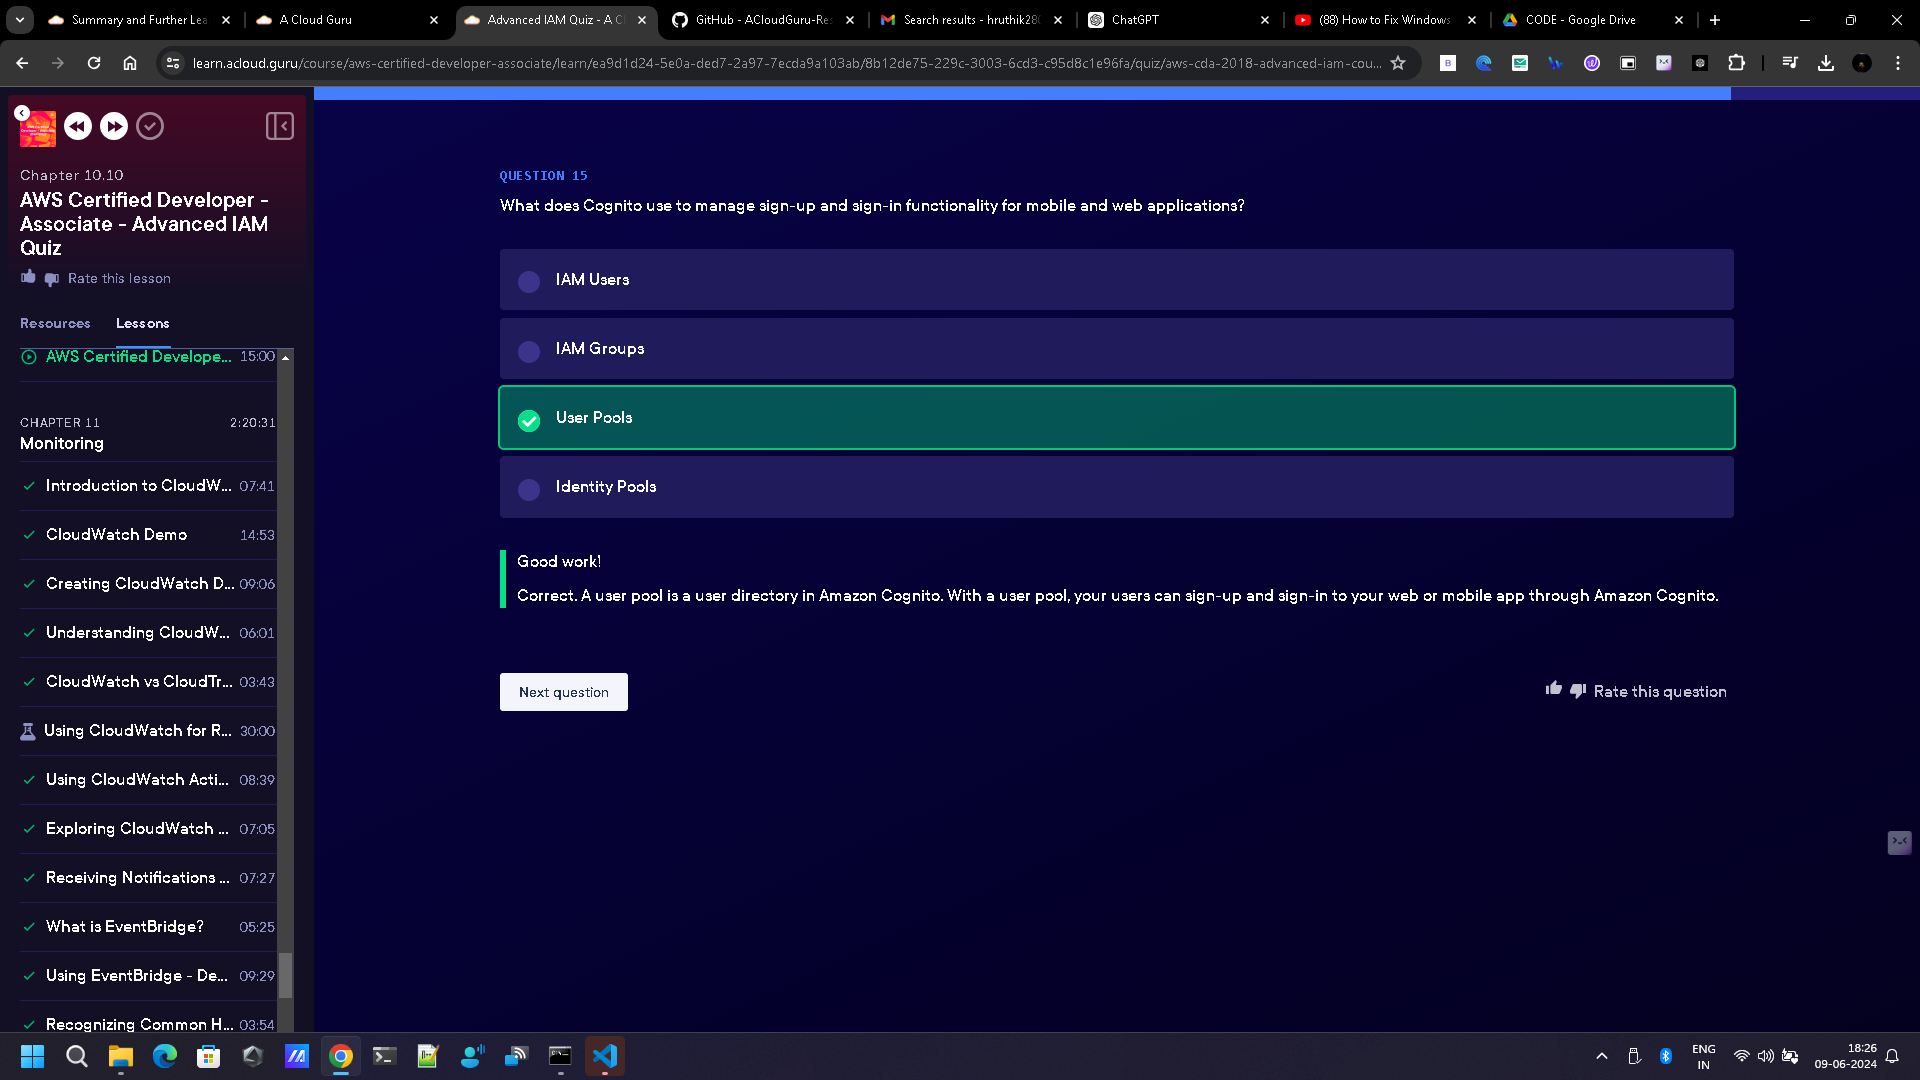 Summary and Further Lea
A Cloud Guru
Advanced IAM Quiz - A Cl
GitHub - ACloudGuru-Res
Search results - hruthik280
ChatGPT
(88) How to Fix Windows
CODE - Google Drive
learn.acloud.guru/course/aws-certified-developer-associate/learn/ea9d1d24-5e0a-ded7-2a97-7ecda9a103ab/8b12de75-229c-3003-6cd3-c95d8c1e96fa/quiz/aws-cda-2018-advanced-iam-cou...
Chapter 10.10
AWS Certified Developer -
Associate - Advanced IAM
Quiz
Rate this lesson
Resources
Lessons
AWS Certified Develope... 15:00
CHAPTER 11 2:20:31
Monitoring
Introduction to CloudW... 07:41
CloudWatch Demo 14:53
Creating CloudWatch D... 09:06
Understanding CloudW... 06:01
CloudWatch vs CloudTr... 03:43
Using CloudWatch for R... 30:00
Using CloudWatch Acti... 08:39
Exploring CloudWatch ... 07:05
Receiving Notifications ... 07:27
What is EventBridge? 05:25
Using EventBridge - De... 09:29
Recognizing Common H... 03:54
QUESTION 15
What does Cognito use to manage sign-up and sign-in functionality for mobile and web applications?
IAM Users
IAM Groups
User Pools
Identity Pools
Good work!
Correct. A user pool is a user directory in Amazon Cognito. With a user pool, your users can sign-up and sign-in to your web or mobile app through Amazon Cognito.
Next question
Rate this question
ENG
IN
18:26
09-06-2024